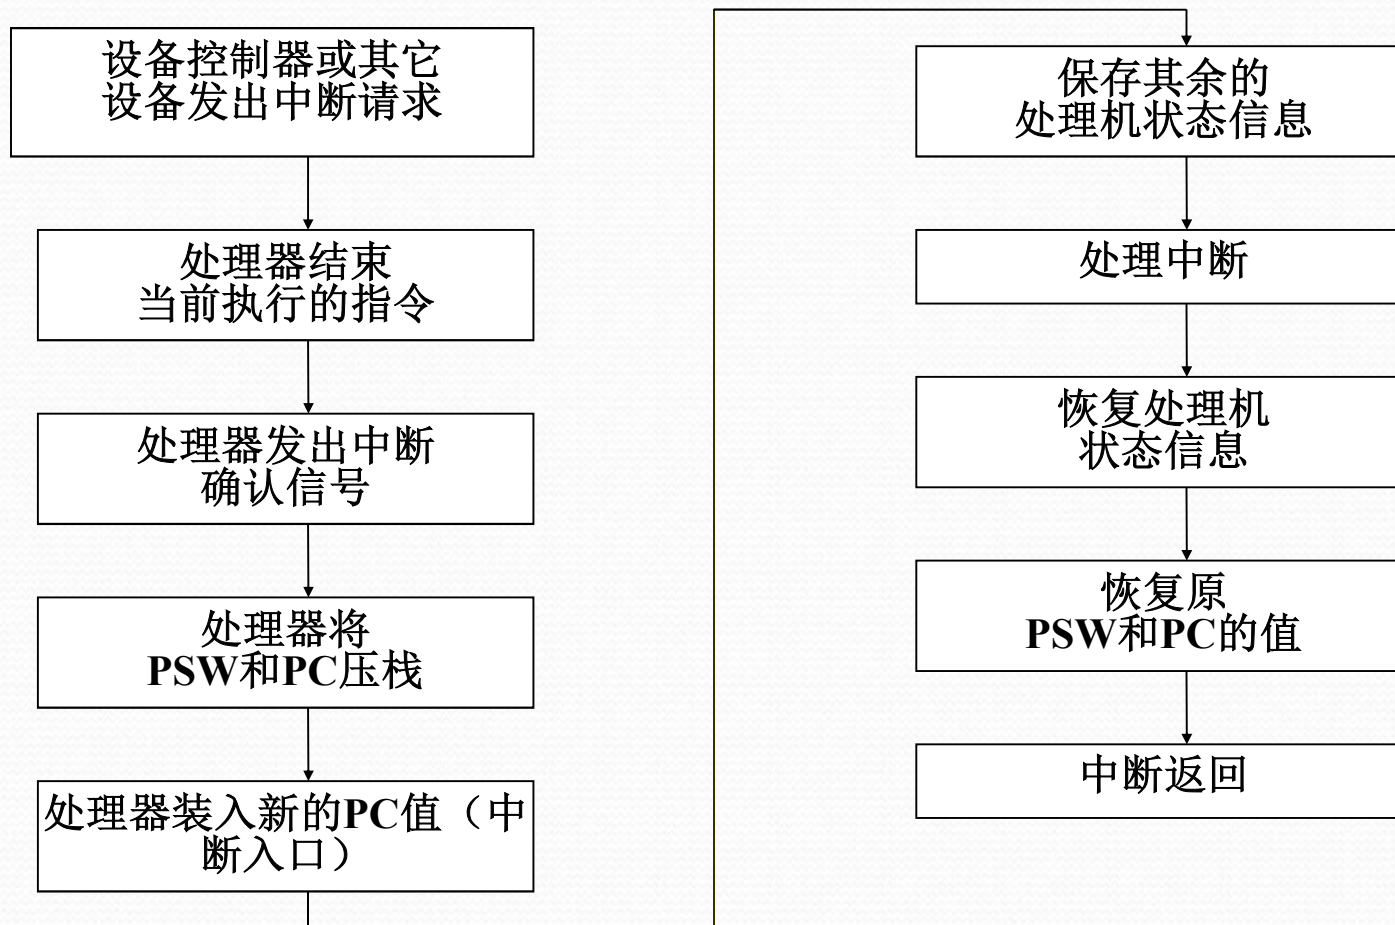 设备控制器或其它
设备发出中断请求
处理器结束
当前执行的指令
处理器发出中断
确认信号
处理器将
PSW和PC压栈
处理器装入新的PC值（中
断入口）
保存其余的
处理机状态信息
处理中断
恢复处理机
状态信息
恢复原
PSW和PC的值
中断返回